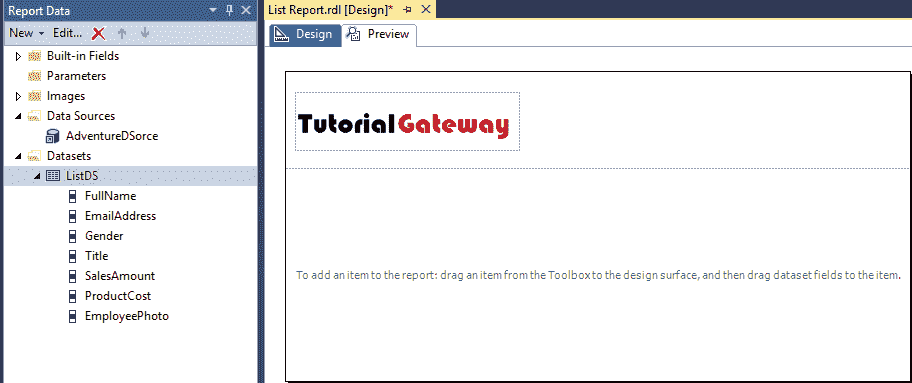 Report Data
New Edit...
Built-in Fields
Parameters
Images
Data Sources
AdventureDSorce
Datasets
ListDS
FullName
EmailAddress
Gender
Title
SalesAmount
ProductCost
EmployeePhoto
List Report.rdl [Design]*
Design Preview
Tutorial Gateway
To add an item to the report: drag an item from the Toolbox to the design surface, and then drag dataset fields to the item.